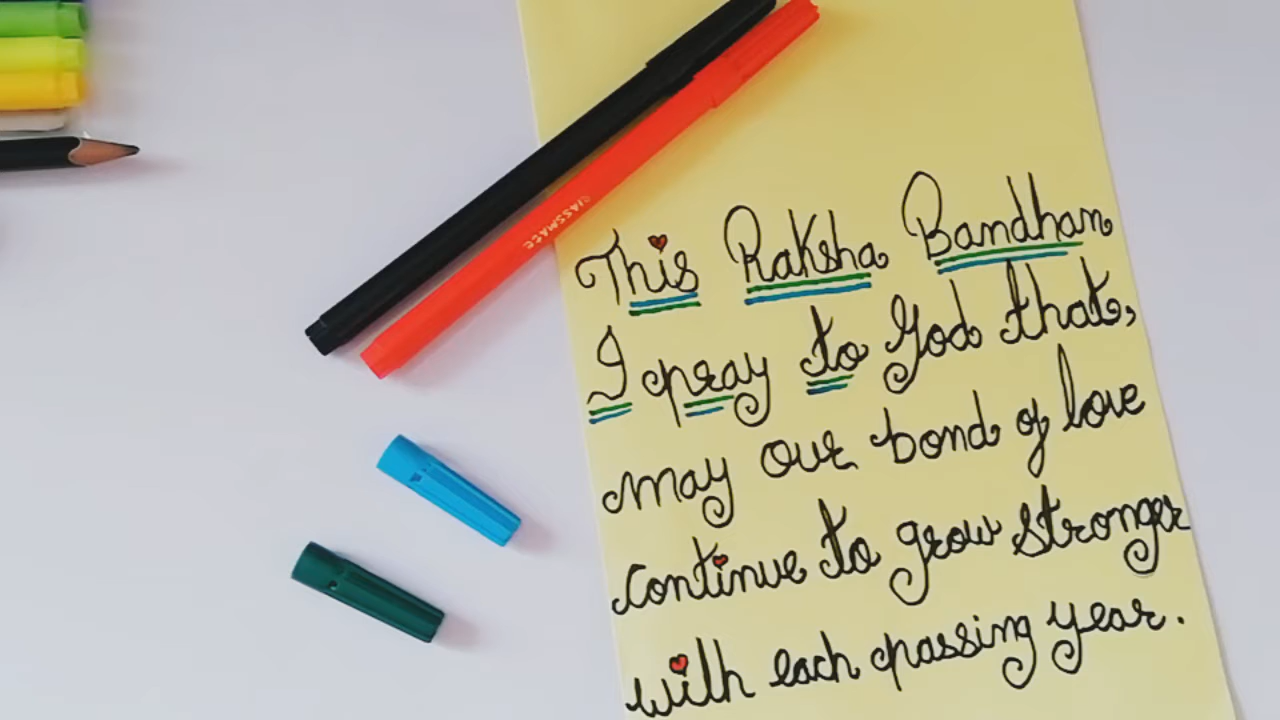 CLASSMATE
This Raksha Bandhan
I pray to God that,
may our bond of love
continue to grow stronger
with each passing year.